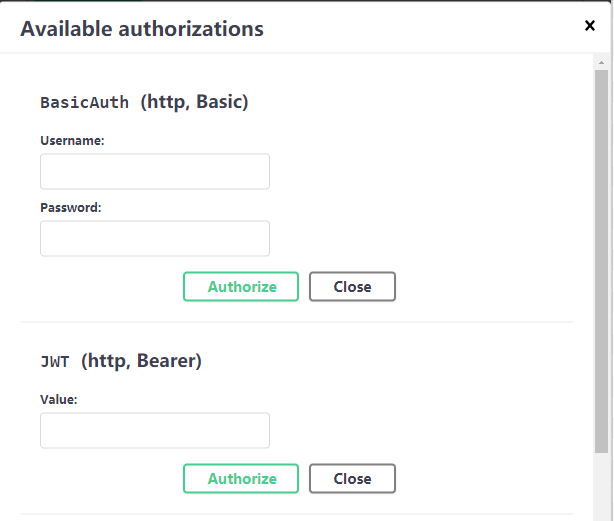 Available authorizations
×
BasicAuth (http, Basic)
Username:
Password:
Authorize Close
JWT (http, Bearer)
Value:
Authorize Close